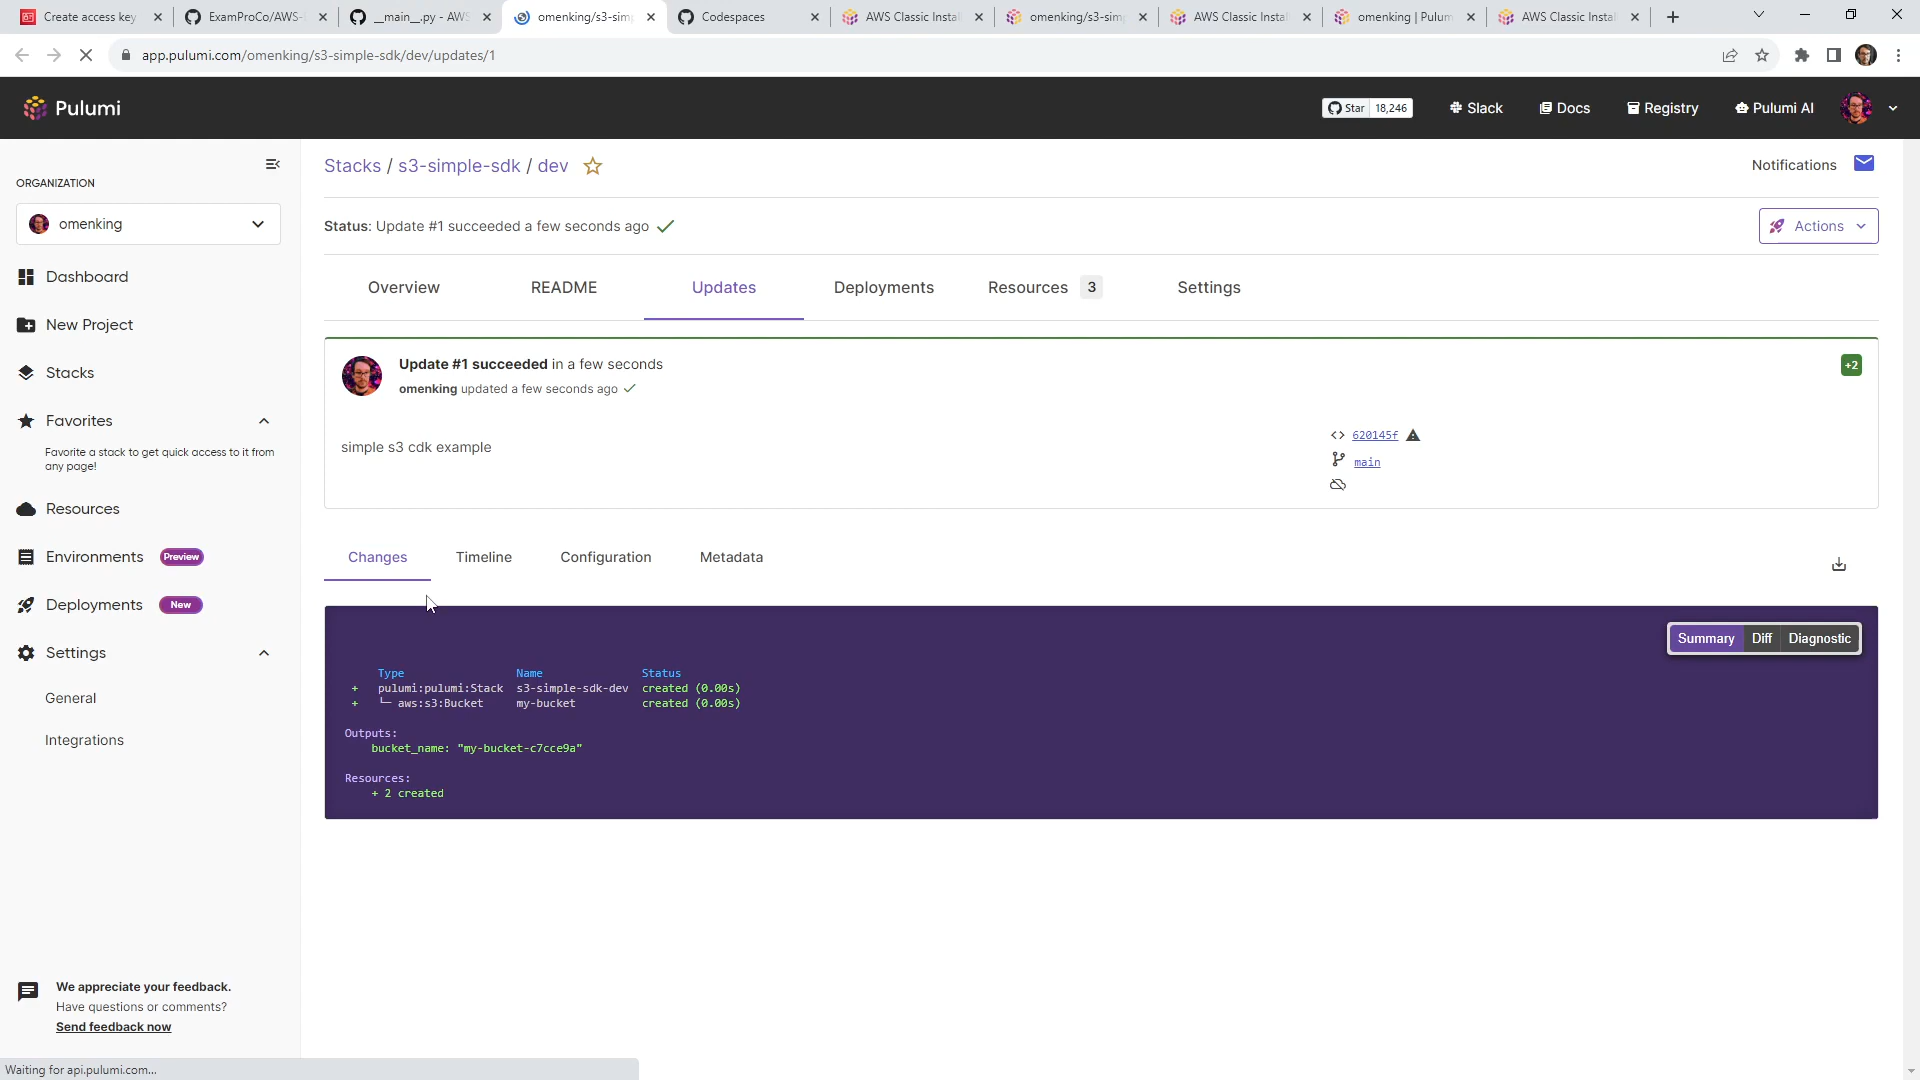 Create access key
ExamProCo/AWS-
__main__.py - AWS
omenking/s3-simp
Codespaces
AWS Classic Instal
omenking/s3-simp
AWS Classic Instal
omenking | Pulum
AWS Classic Instal
app.pulumi.com/omenking/s3-simple-sdk/dev/updates/1
Pulumi
Star 18,246
Slack
Docs
Registry
Pulumi AI
ORGANIZATION
omenking
Dashboard
New Project
Stacks
Favorites
Favorite a stack to get quick access to it from
any page!
Resources
Environments Preview
Deployments New
Settings
General
Integrations
We appreciate your feedback.
Have questions or comments?
Send feedback now
Stacks / s3-simple-sdk / dev
Notifications
Status: Update #1 succeeded a few seconds ago
Actions
Overview
README
Updates
Deployments
Resources 3
Settings
Update #1 succeeded in a few seconds
+2
omenking updated a few seconds ago
simple s3 cdk example
620145f
main
Changes
Timeline
Configuration
Metadata
Summary Diff Diagnostic
Type Name Status
+ pulumi:pulumi:Stack s3-simple-sdk-dev created (0.00s)
+ └─ aws:s3:Bucket my-bucket created (0.00s)
Outputs:
bucket_name: "my-bucket-c7cce9a"
Resources:
+ 2 created
Waiting for api.pulumi.com...